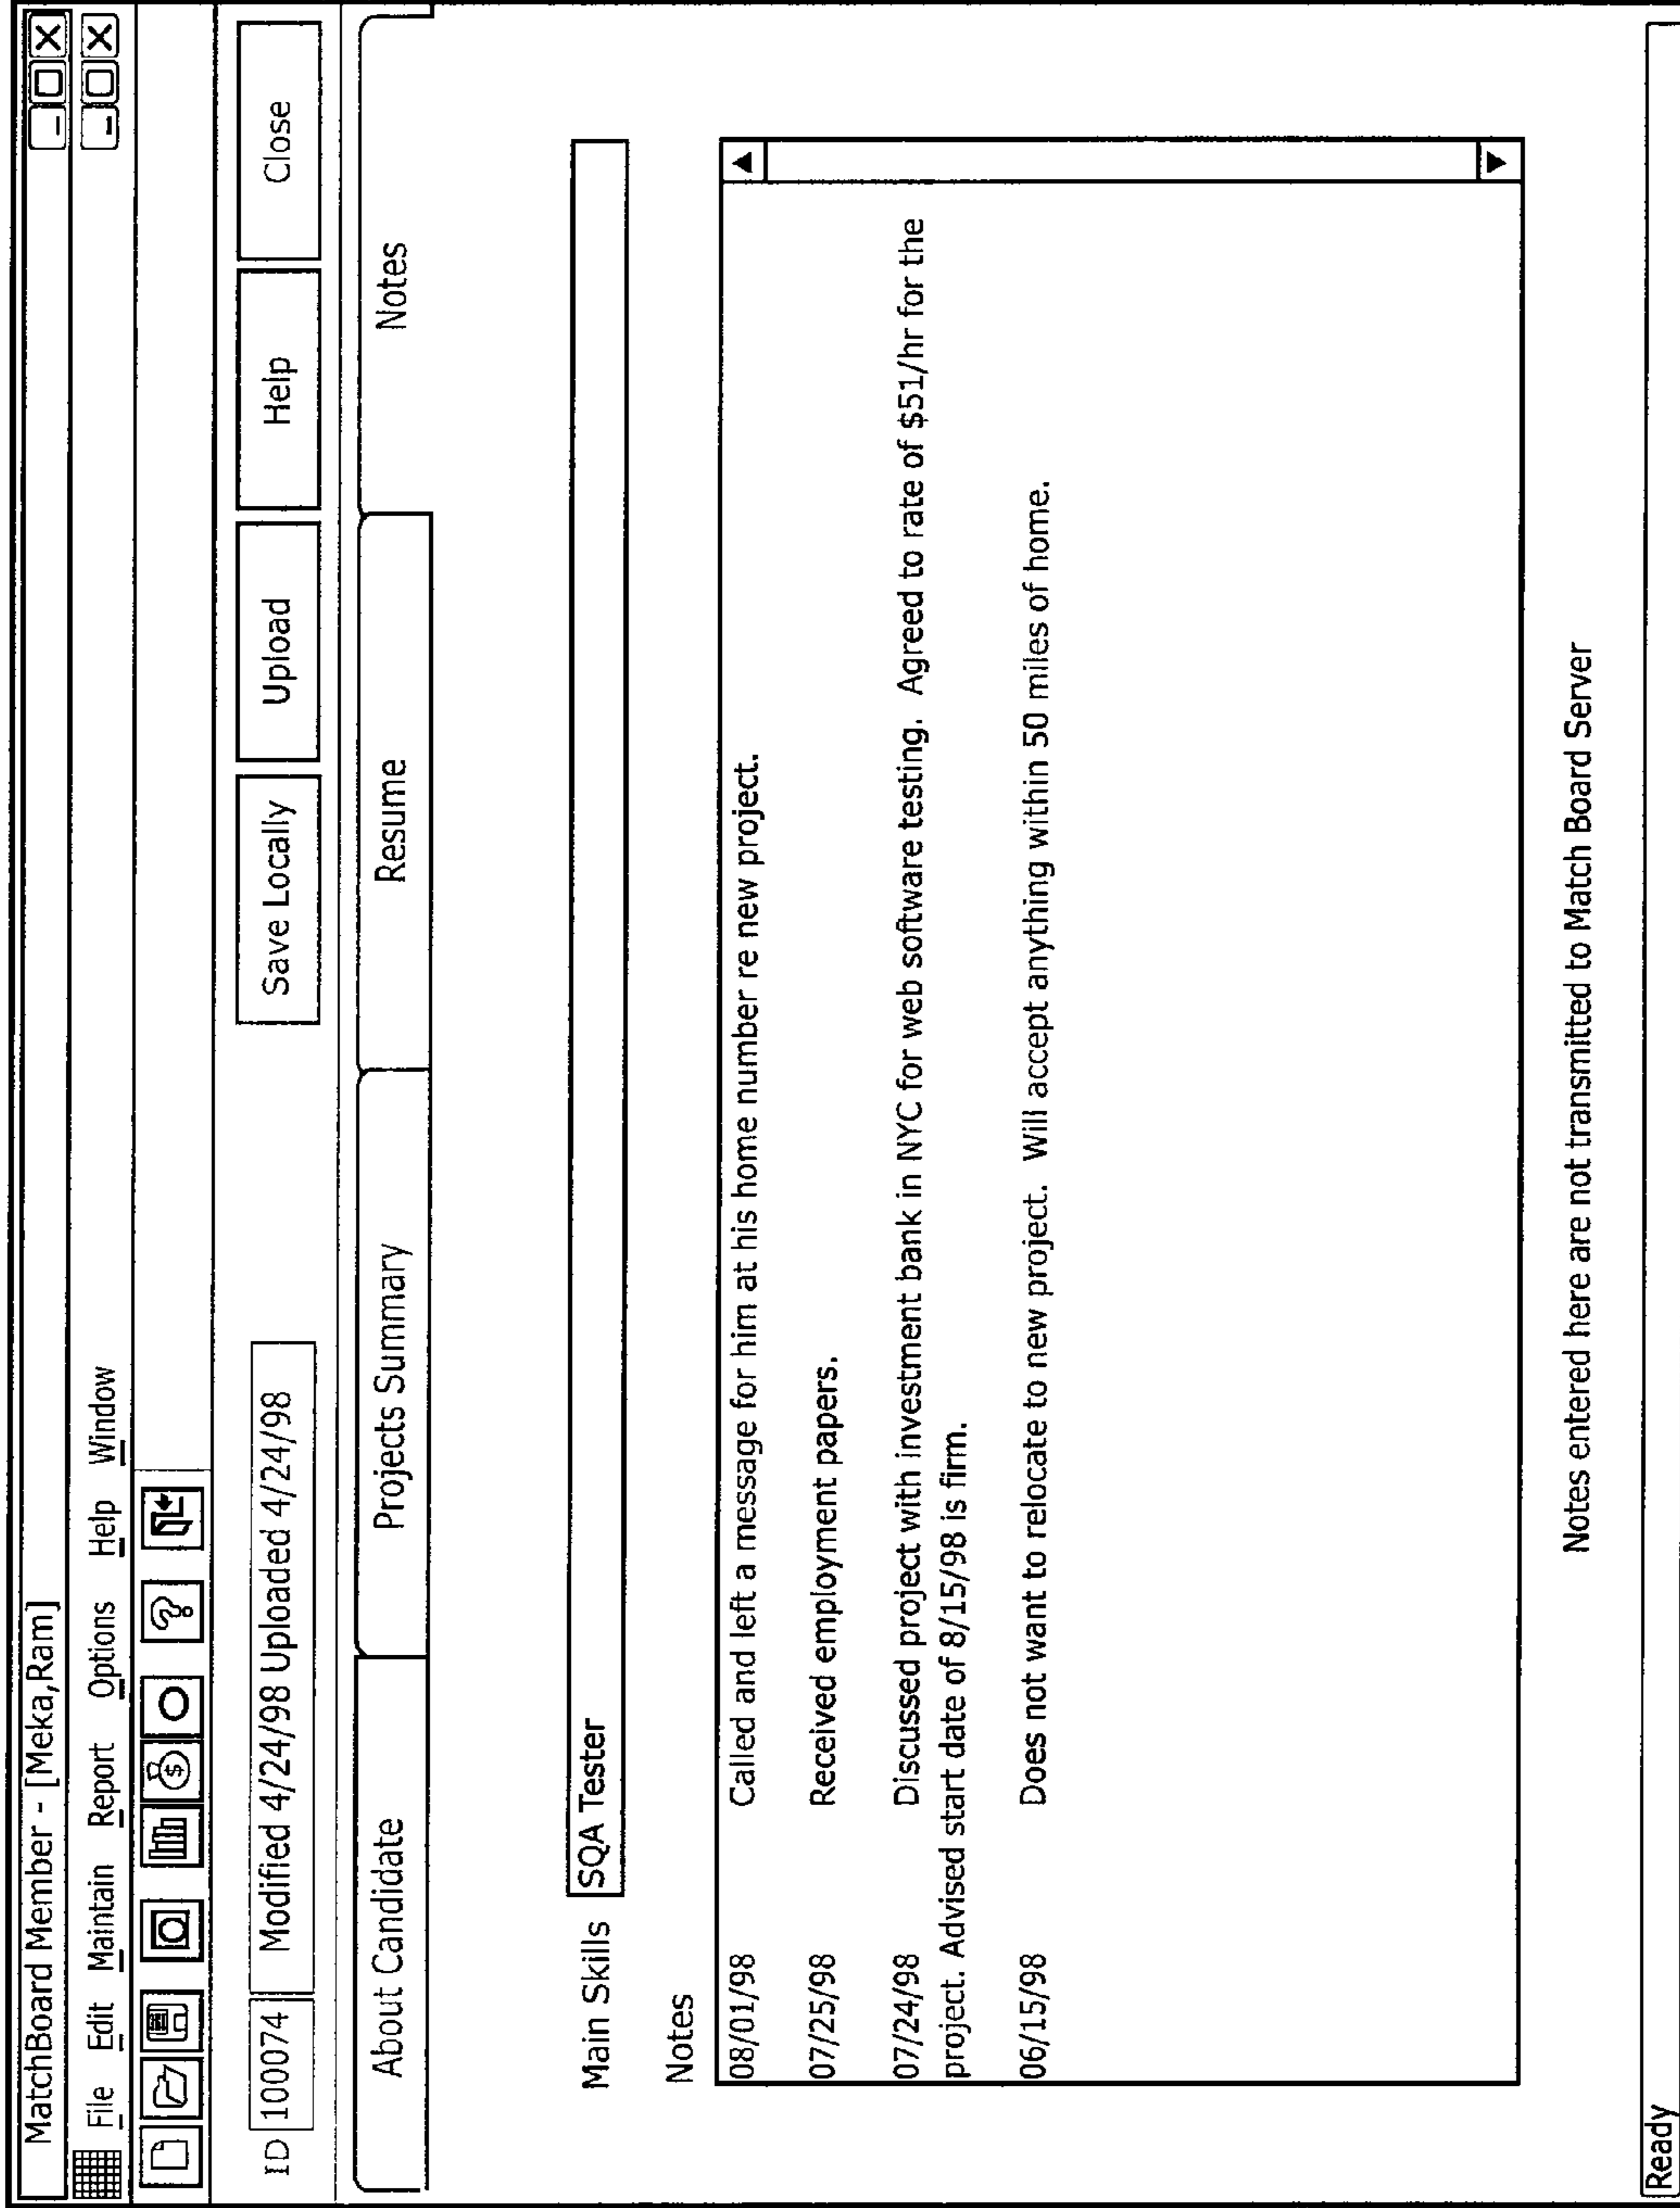 MatchBoard Member - [Meka,Ram]
File Edit Maintain Report Options Help Window
ID 100074 Modified 4/24/98 Uploaded 4/24/98 Save Locally Upload Help Close
About Candidate Projects Summary Resume Notes
Main Skills SQA Tester
Notes
08/01/98 Called and left a message for him at his home number re new project.
07/25/98 Received employment papers.
07/24/98 Discussed project with investment bank in NYC for web software testing. Agreed to rate of $51/hr for the
project. Advised start date of 8/15/98 is firm.
06/15/98 Does not want to relocate to new project. Will accept anything within 50 miles of home.
Notes entered here are not transmitted to Match Board Server
Ready